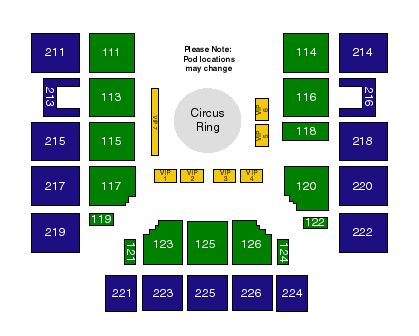 211
111
Please Note:
Pod locations
may change
114
214
213
113
VIP 7
Circus
Ring
VIP 6
116
216
215
115
VIP 5
118
218
217
117
VIP
1
VIP
2
VIP
3
VIP
4
120
220
219
119
122
222
121
123
125
126
124
221
223
225
226
224